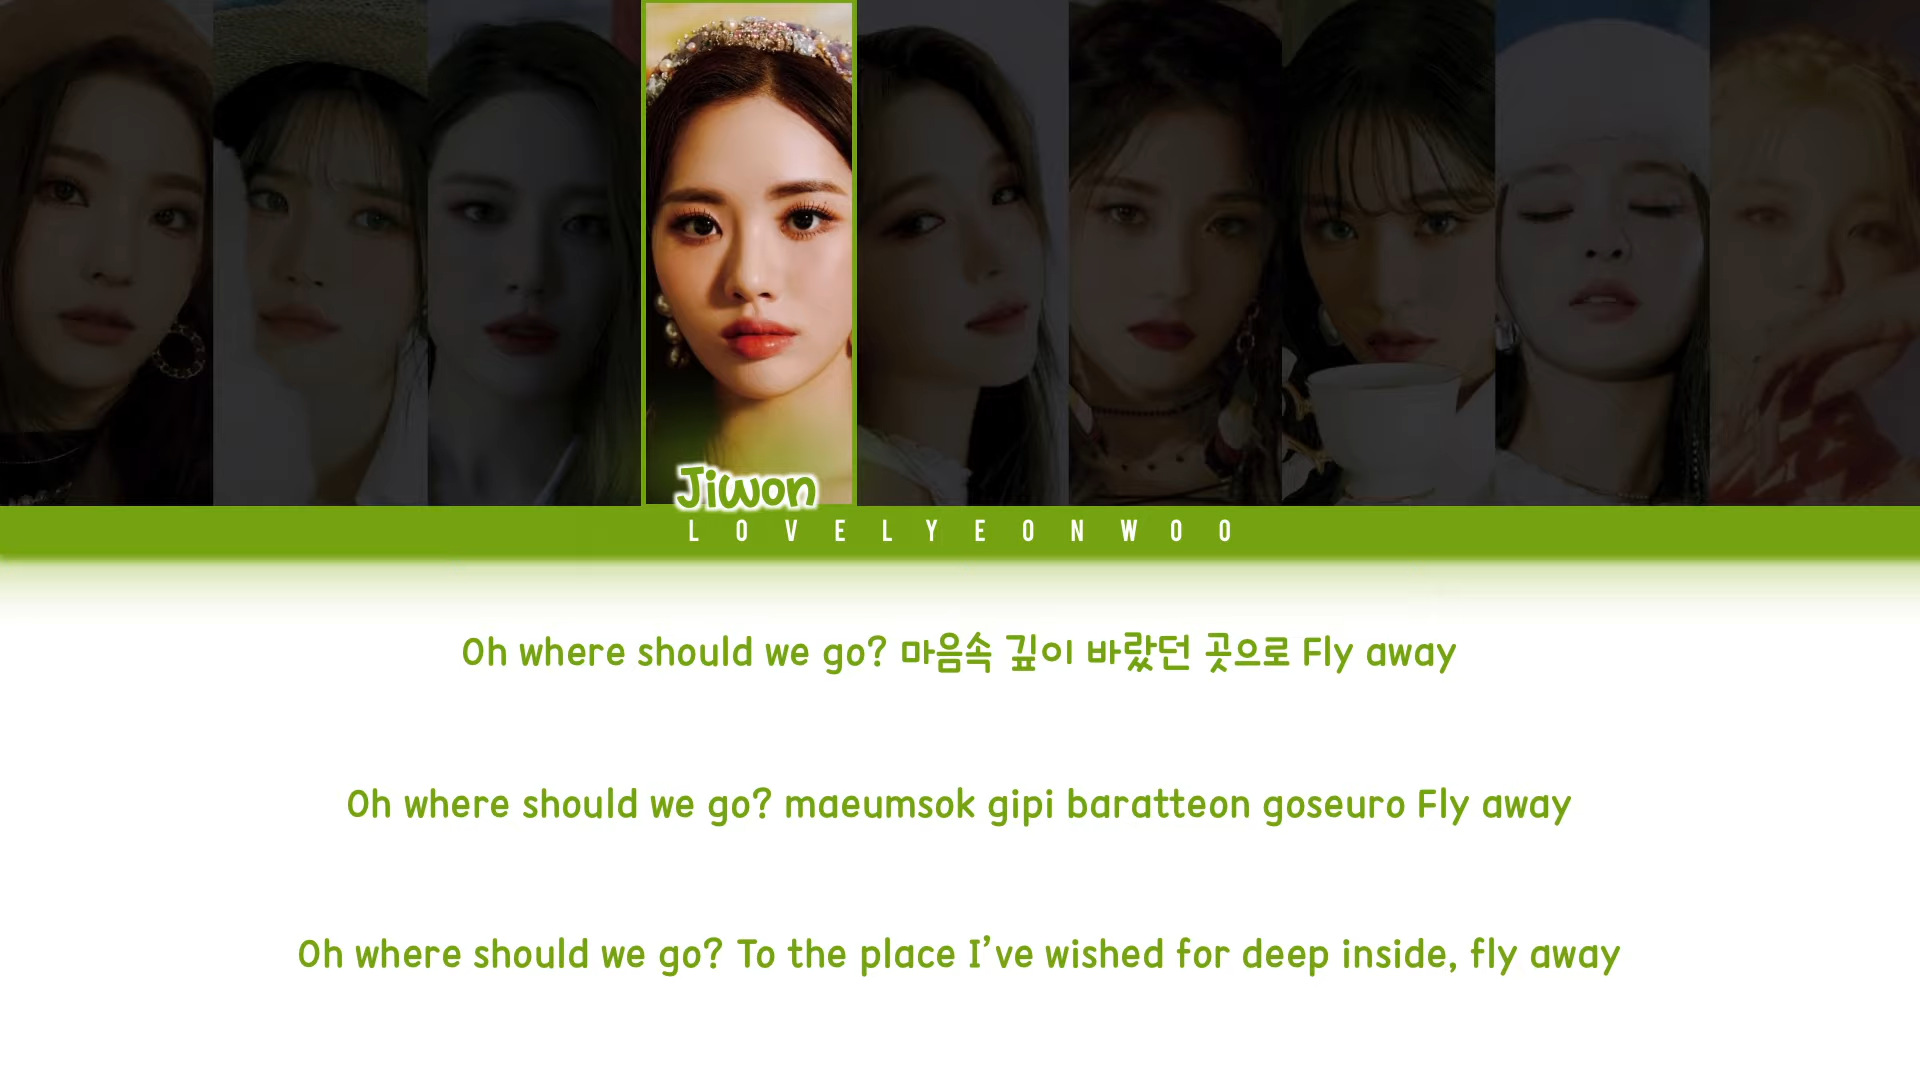 Jiwon
LOVELYEONWOO
Oh where should we go? 마음속 깊이 바랐던 곳으로 Fly away
Oh where should we go? maeumsok gipi baratteon goseuro Fly away
Oh where should we go? To the place I've wished for deep inside, fly away